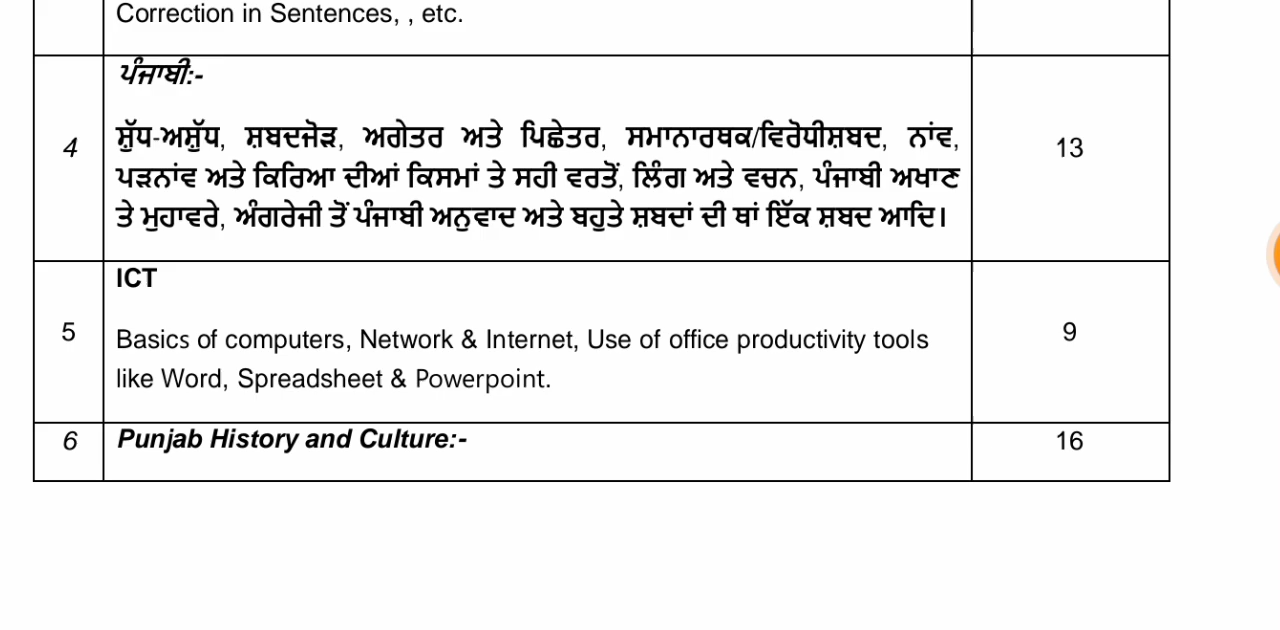 Correction in Sentences, , etc.
ਪੰਜਾਬੀ:-
4
ਸ਼ੁੱਧ-ਅਸ਼ੁੱਧ, ਸ਼ਬਦਜੋੜ, ਅਗੇਤਰ ਅਤੇ ਪਿਛੇਤਰ, ਸਮਾਨਾਰਥਕ/ਵਿਰੋਧੀਸ਼ਬਦ, ਨਾਂਵ,
13
ਪੜਨਾਂਵ ਅਤੇ ਕਿਰਿਆ ਦੀਆਂ ਕਿਸਮਾਂ ਤੇ ਸਹੀ ਵਰਤੋਂ, ਲਿੰਗ ਅਤੇ ਵਚਨ, ਪੰਜਾਬੀ ਅਖਾਣ
ਤੇ ਮੁਹਾਵਰੇ, ਅੰਗਰੇਜੀ ਤੋਂ ਪੰਜਾਬੀ ਅਨੁਵਾਦ ਅਤੇ ਬਹੁਤੇ ਸ਼ਬਦਾਂ ਦੀ ਥਾਂ ਇੱਕ ਸ਼ਬਦ ਆਦਿ।
ICT
5
Basics of computers, Network & Internet, Use of office productivity tools
9
like Word, Spreadsheet & Powerpoint.
6
Punjab History and Culture:-
16